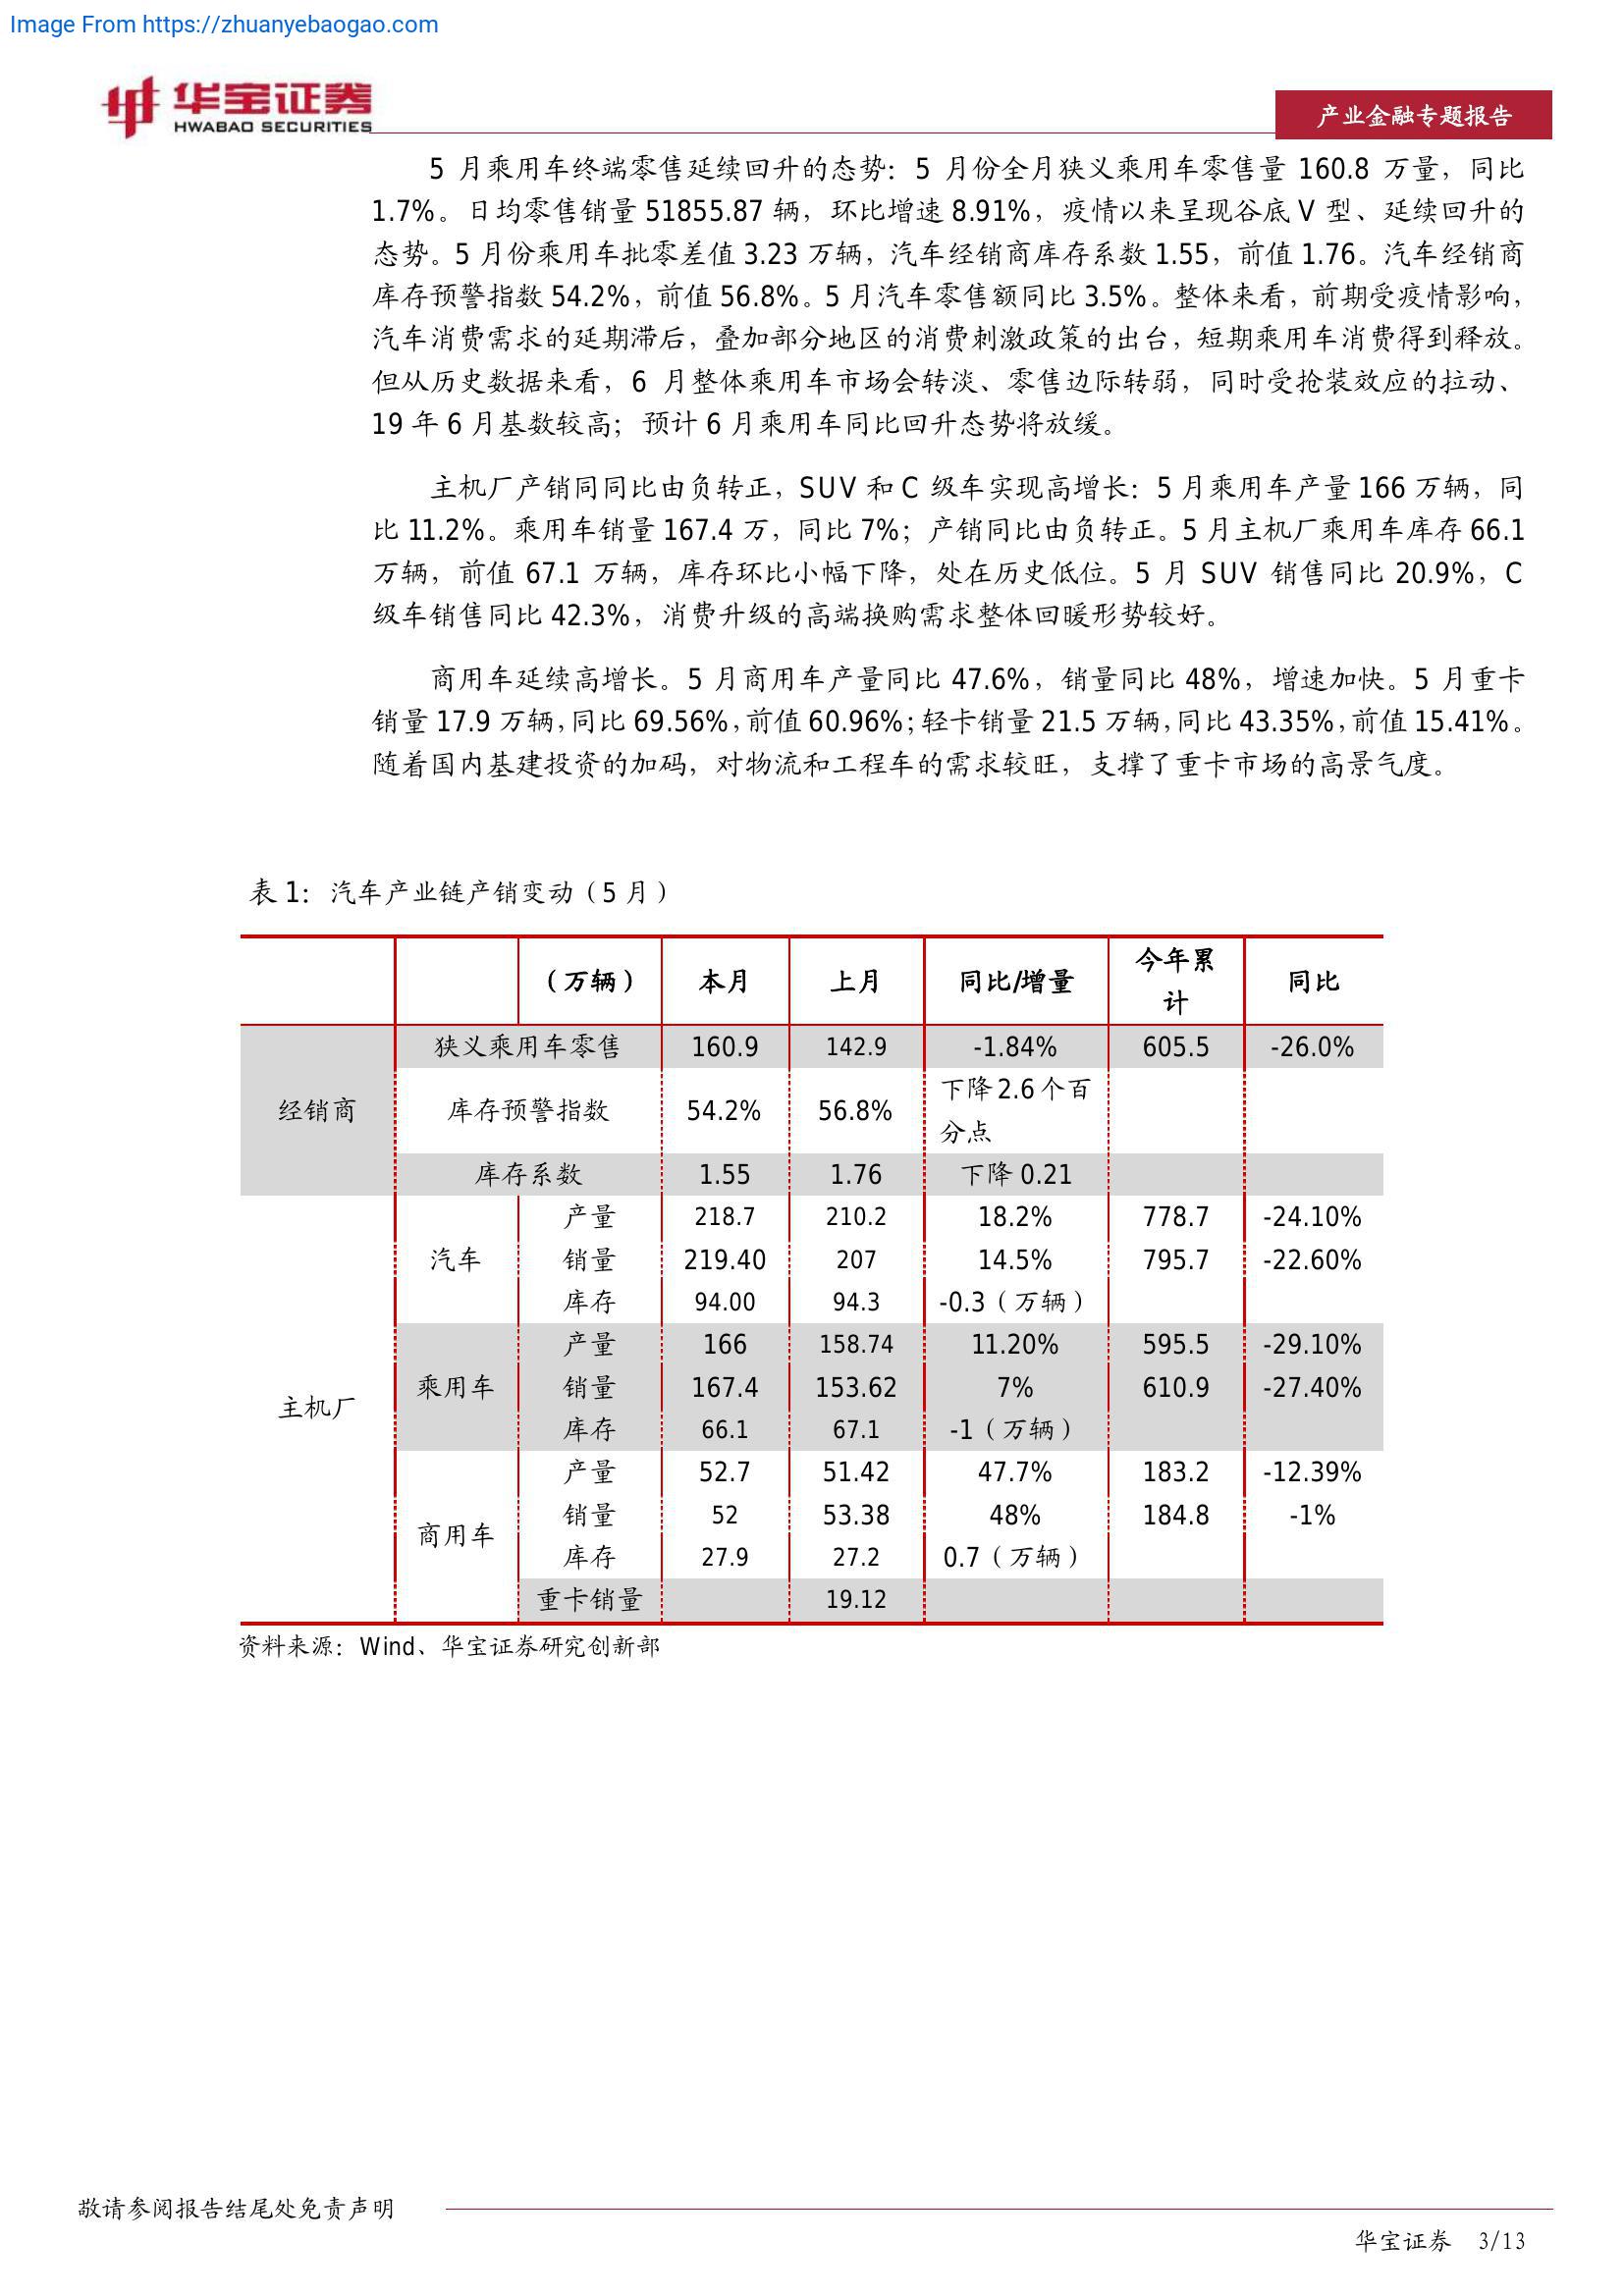 Image From https://zhuanyebaogao.com
华宝证券
HWABAO SECURITIES
产业金融专题报告
5 月乘用车终端零售延续回升的态势：5 月份全月狭义乘用车零售量 160.8 万量，同比
1.7%。日均零售销量 51855.87 辆，环比增速 8.91%，疫情以来呈现谷底 V 型、延续回升的
态势。5 月份乘用车批零差值 3.23 万辆，汽车经销商库存系数 1.55，前值 1.76。汽车经销商
库存预警指数 54.2%，前值 56.8%。5 月汽车零售额同比 3.5%。整体来看，前期受疫情影响，
汽车消费需求的延期滞后，叠加部分地区的消费刺激政策的出台，短期乘用车消费得到释放。
但从历史数据来看，6 月整体乘用车市场会转淡、零售边际转弱，同时受抢装效应的拉动、
19 年 6 月基数较高；预计 6 月乘用车同比回升态势将放缓。
主机厂产销同同比由负转正，SUV 和 C 级车实现高增长：5 月乘用车产量 166 万辆，同
比 11.2%。乘用车销量 167.4 万，同比 7%；产销同比由负转正。5 月主机厂乘用车库存 66.1
万辆，前值 67.1 万辆，库存环比小幅下降，处在历史低位。5 月 SUV 销售同比 20.9%，C
级车销售同比 42.3%，消费升级的高端换购需求整体回暖形势较好。
商用车延续高增长。5 月商用车产量同比 47.6%，销量同比 48%，增速加快。5 月重卡
销量 17.9 万辆，同比 69.56%，前值 60.96%；轻卡销量 21.5 万辆，同比 43.35%，前值 15.41%。
随着国内基建投资的加码，对物流和工程车的需求较旺，支撑了重卡市场的高景气度。
表 1：汽车产业链产销变动（5 月）
（万辆） 本月 上月 同比/增量 今年累 同比
计
狭义乘用车零售 160.9 142.9 -1.84% 605.5 -26.0%
下降 2.6 个百
经销商 库存预警指数 54.2% 56.8%
分点
库存系数 1.55 1.76 下降 0.21
产量 218.7 210.2 18.2% 778.7 -24.10%
汽车 销量 219.40 207 14.5% 795.7 -22.60%
库存 94.00 94.3 -0.3（万辆）
产量 166 158.74 11.20% 595.5 -29.10%
乘用车 销量 167.4 153.62 7% 610.9 -27.40%
主机厂
库存 66.1 67.1 -1（万辆）
产量 52.7 51.42 47.7% 183.2 -12.39%
销量 52 53.38 48% 184.8 -1%
商用车
库存 27.9 27.2 0.7（万辆）
重卡销量 19.12
资料来源：Wind、华宝证券研究创新部
敬请参阅报告结尾处免责声明
华宝证券 3/13